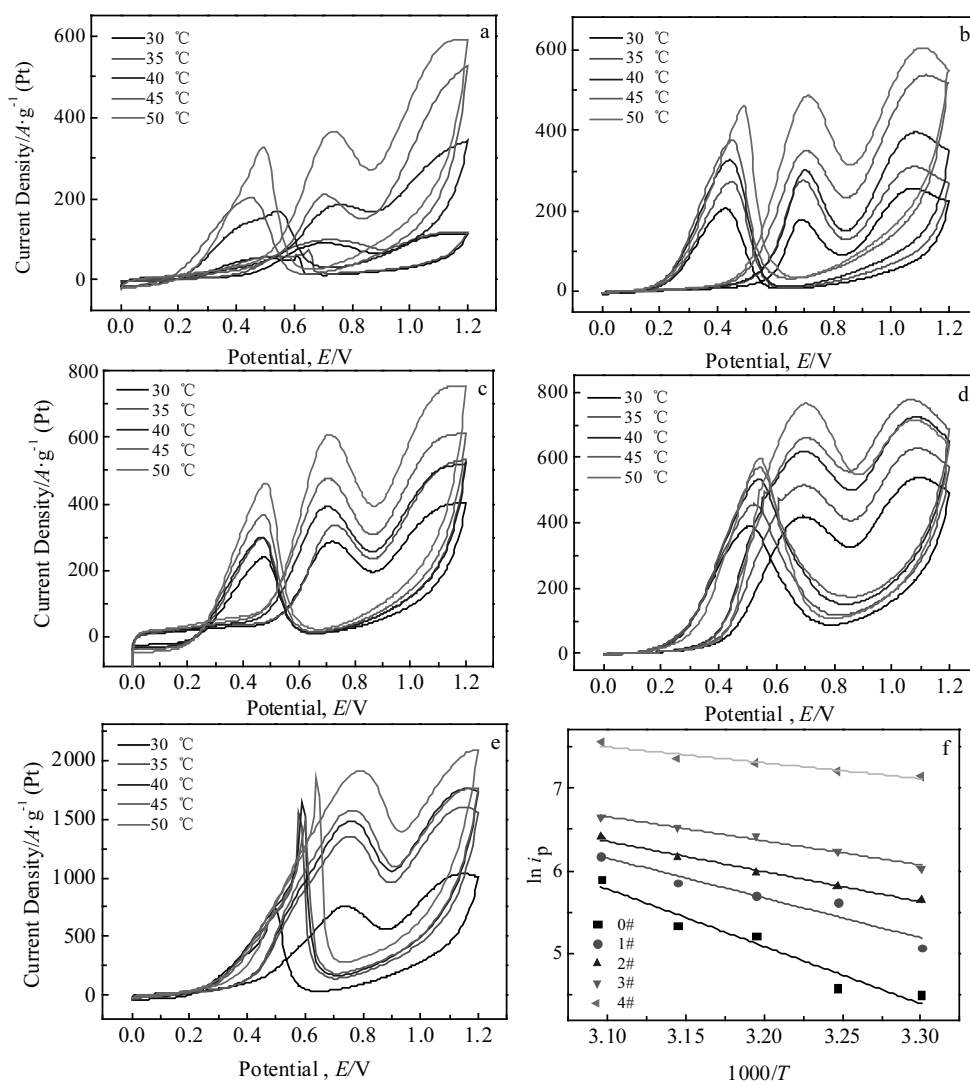 a
30 ℃
35 ℃
40 ℃
45 ℃
50 ℃
Current Density/A·g⁻¹ (Pt)
600
400
200
0
0.0 0.2 0.4 0.6 0.8 1.0 1.2
Potential, E/V
b
30 ℃
35 ℃
40 ℃
45 ℃
50 ℃
600
400
200
0
0.0 0.2 0.4 0.6 0.8 1.0 1.2
Potential, E/V
c
30 ℃
35 ℃
40 ℃
45 ℃
50 ℃
Current Density/A·g⁻¹ (Pt)
800
600
400
200
0
0.0 0.2 0.4 0.6 0.8 1.0 1.2
Potential, E/V
d
30 ℃
35 ℃
40 ℃
45 ℃
50 ℃
800
600
400
200
0
0.0 0.2 0.4 0.6 0.8 1.0 1.2
Potential , E/V
e
30 ℃
35 ℃
40 ℃
45 ℃
50 ℃
Current Density/A·g⁻¹ (Pt)
2000
1500
1000
500
0
0.0 0.2 0.4 0.6 0.8 1.0 1.2
Potential , E/V
f
ln iₚ
7
6
5
0#
1#
2#
3#
4#
3.10 3.15 3.20 3.25 3.30
1000/T